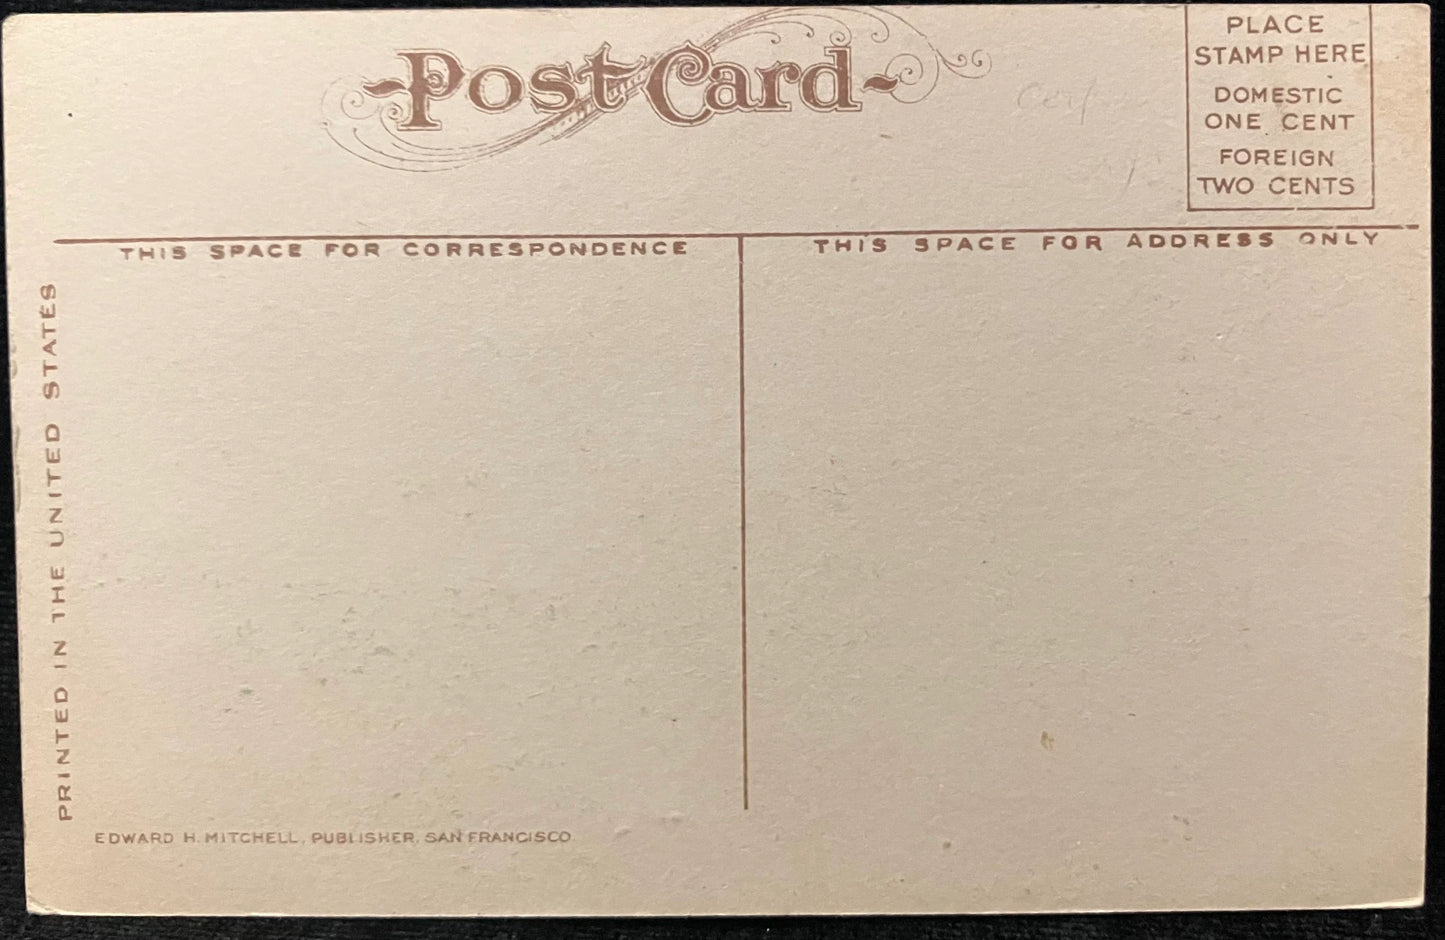 Post Card
PLACE
STAMP HERE
DOMESTIC
ONE CENT
FOREIGN
TWO CENTS
THIS SPACE FOR CORRESPONDENCE
THIS SPACE FOR ADDRESS ONLY
PRINTED IN THE UNITED STATES
EDWARD H. MITCHELL, PUBLISHER, SAN FRANCISCO